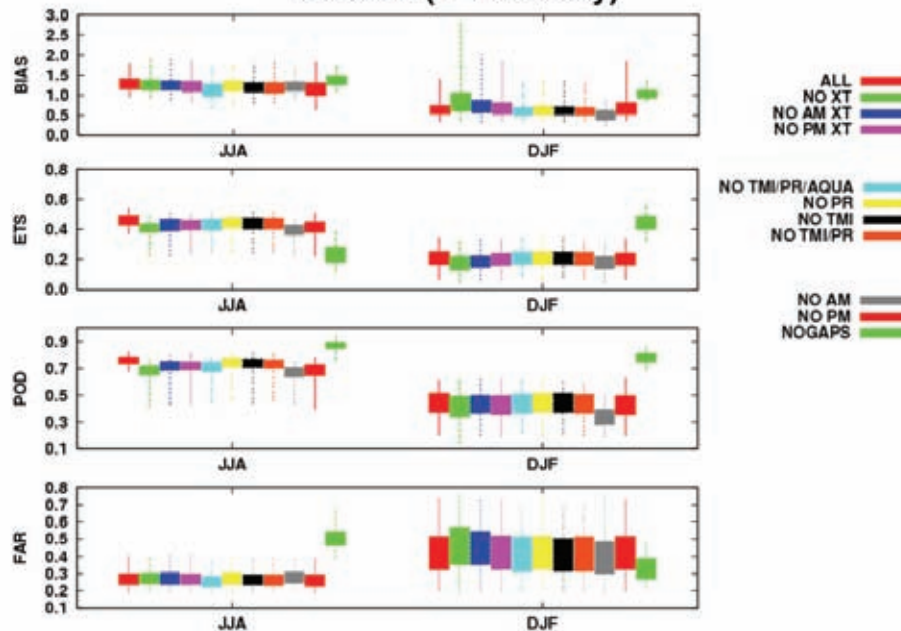 3.0
2.5
2.0
1.5
1.0
0.5
0.0
BIAS
JJA
DJF
0.8
0.6
0.4
0.2
0.0
ETS
JJA
DJF
0.9
0.7
0.5
0.3
0.1
POD
JJA
DJF
0.8
0.7
0.6
0.5
0.4
0.3
0.2
0.1
FAR
JJA
DJF
ALL
NO XT
NO AM XT
NO PM XT
NO TMI/PR/AQUA
NO PR
NO TMI
NO TMI/PR
NO AM
NO PM
NOGAPS